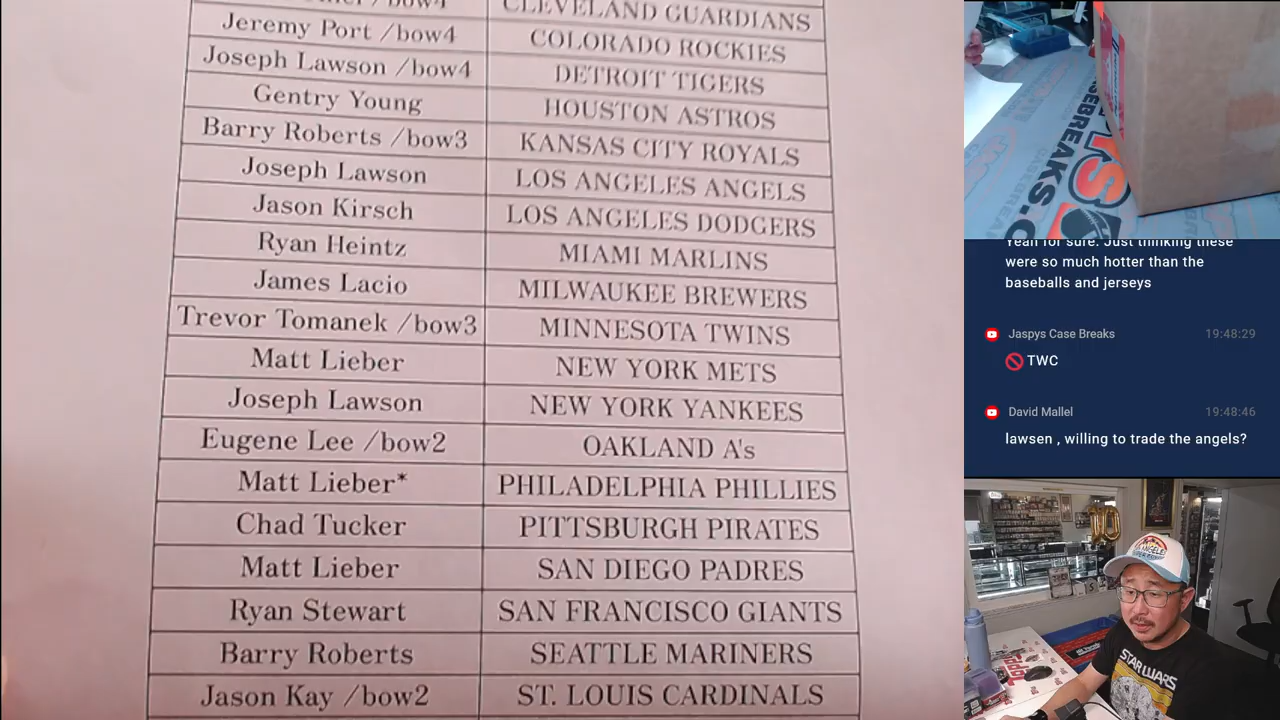 CLEVELAND GUARDIANS
Jeremy Port /bow4 COLORADO ROCKIES
Joseph Lawson /bow4 DETROIT TIGERS
Gentry Young HOUSTON ASTROS
Barry Roberts /bow3 KANSAS CITY ROYALS
Joseph Lawson LOS ANGELES ANGELS
Jason Kirsch LOS ANGELES DODGERS
Ryan Heintz MIAMI MARLINS
James Lacio MILWAUKEE BREWERS
Trevor Tomanek /bow3 MINNESOTA TWINS
Matt Lieber NEW YORK METS
Joseph Lawson NEW YORK YANKEES
Eugene Lee /bow2 OAKLAND A's
Matt Lieber* PHILADELPHIA PHILLIES
Chad Tucker PITTSBURGH PIRATES
Matt Lieber SAN DIEGO PADRES
Ryan Stewart SAN FRANCISCO GIANTS
Barry Roberts SEATTLE MARINERS
Jason Kay /bow2 ST. LOUIS CARDINALS
Yeah for sure. Just thinking these
were so much hotter than the
baseballs and jerseys
Jaspys Case Breaks 19:48:29
TWC
David Mallel 19:48:46
lawsen , willing to trade the angels?
10
STAR WARS